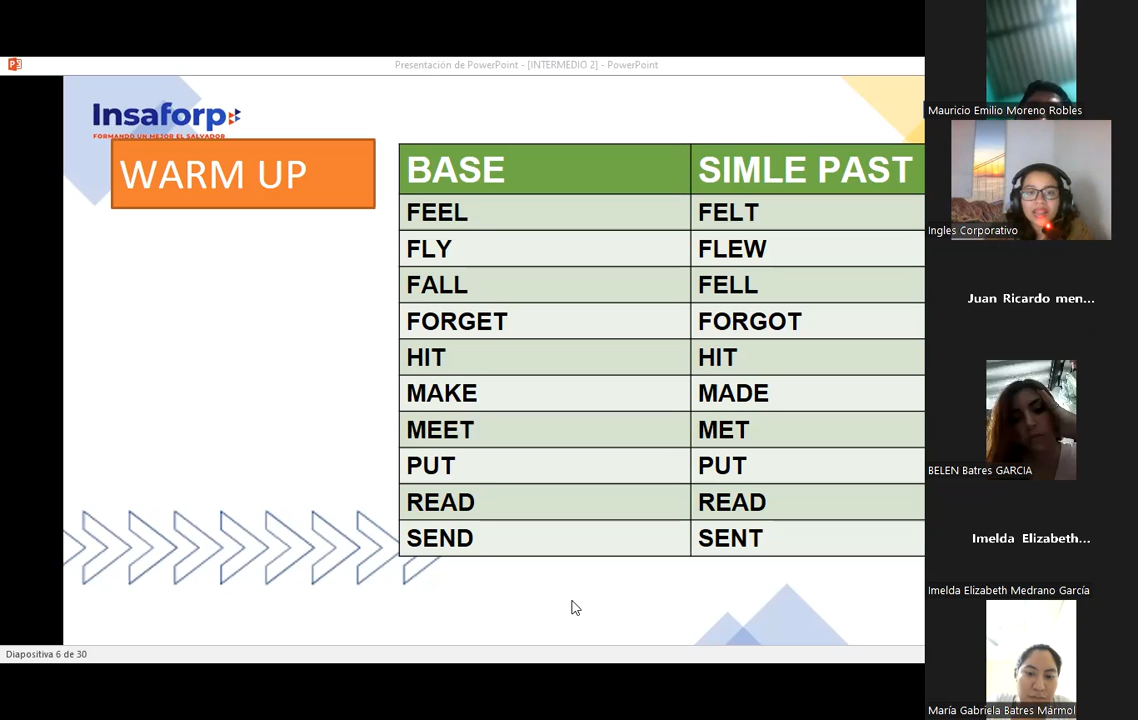 Presentación de PowerPoint - [INTERMEDIO 2] - PowerPoint
Insaforp
FORMANDO UN MEJOR EL SALVADOR
WARM UP
BASE SIMLE PAST
FEEL FELT
FLY FLEW
FALL FELL
FORGET FORGOT
HIT HIT
MAKE MADE
MEET MET
PUT PUT
READ READ
SEND SENT
Diapositiva 6 de 30
Mauricio Emilio Moreno Robles
Ingles Corporativo
Juan Ricardo men...
BELEN Batres GARCIA
Imelda Elizabeth...
Imelda Elizabeth Medrano García
María Gabriela Batres Mármol